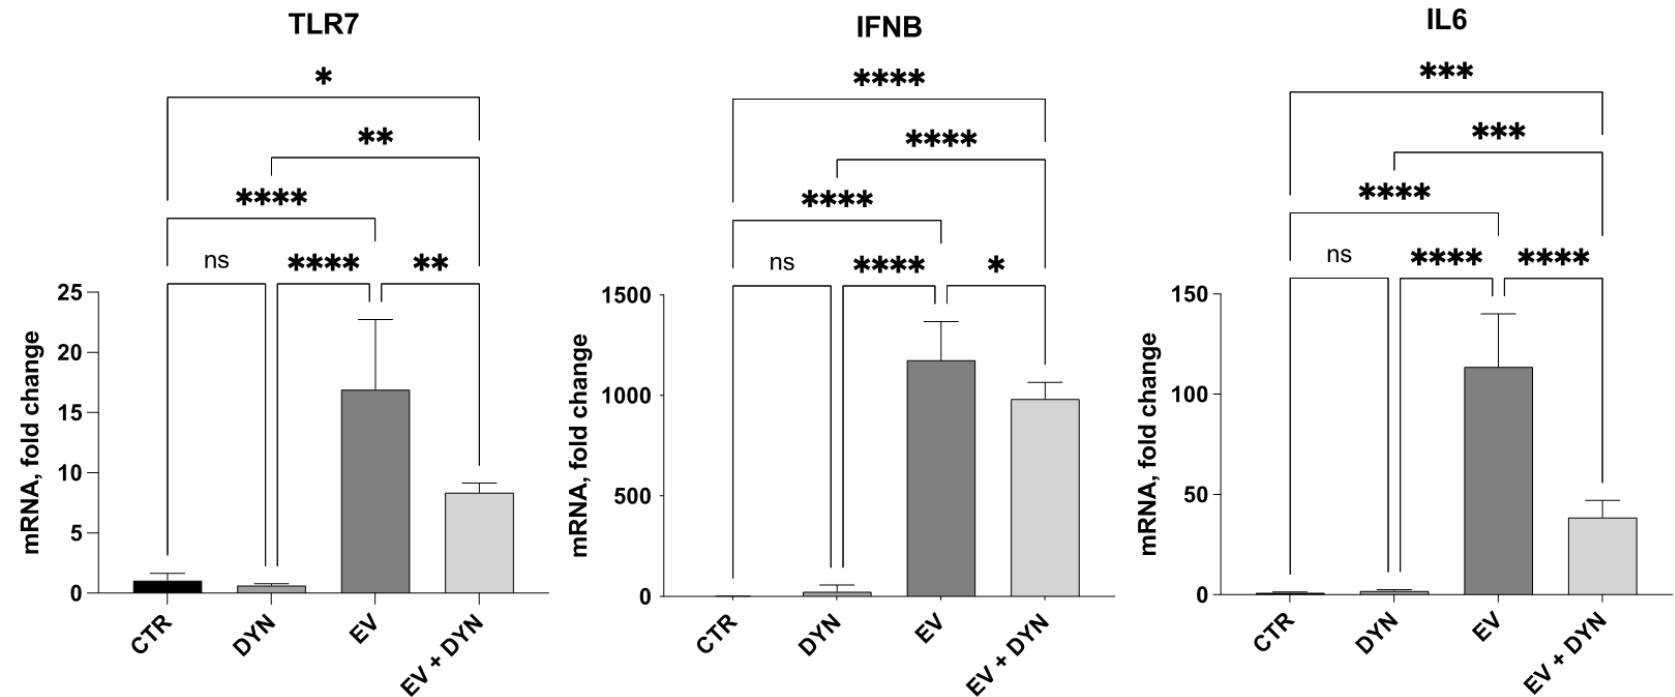 TLR7
*
**
****
ns
****
**
25
20
15
10
5
0
mRNA, fold change
CTR
DYN
EV
EV + DYN
IFNB
****
****
****
ns
****
*
1500
1000
500
0
mRNA, fold change
CTR
DYN
EV
EV + DYN
IL6
***
***
****
ns
****
****
150
100
50
0
mRNA, fold change
CTR
DYN
EV
EV + DYN